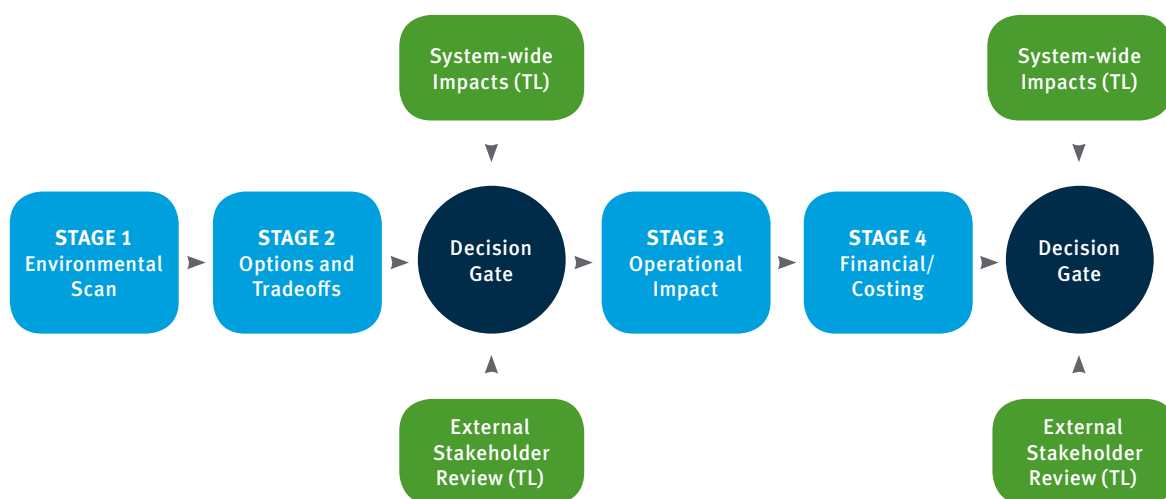 System-wide
Impacts (TL)
System-wide
Impacts (TL)
STAGE 1
Environmental
Scan
STAGE 2
Options and
Tradeoffs
Decision
Gate
STAGE 3
Operational
Impact
STAGE 4
Financial/
Costing
Decision
Gate
External
Stakeholder
Review (TL)
External
Stakeholder
Review (TL)